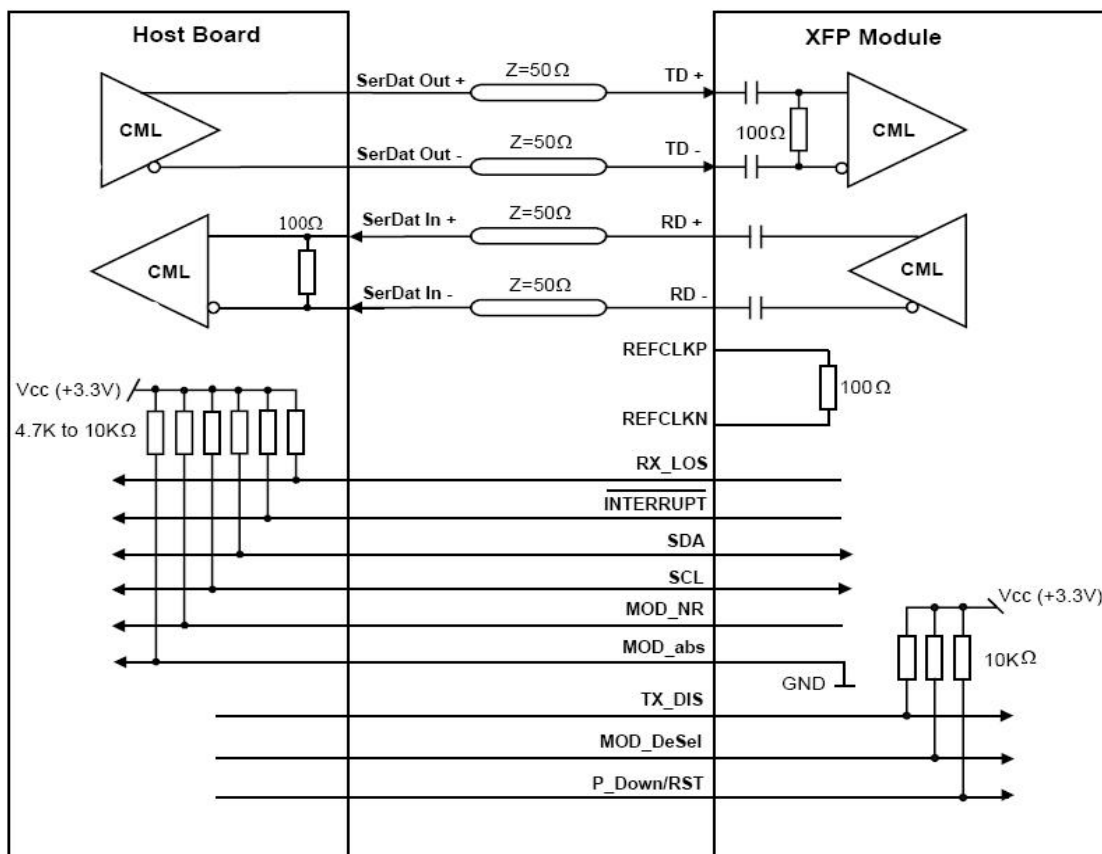 Host Board
XFP Module
CML
SerDat Out +
Z=50Ω
TD +
100Ω
CML
SerDat Out -
Z=50Ω
TD -
100Ω
SerDat In +
Z=50Ω
RD +
CML
SerDat In -
Z=50Ω
RD -
CML
REFCLKP
100Ω
REFCLKN
Vcc (+3.3V)
4.7K to 10KΩ
RX_LOS
INTERRUPT
SDA
SCL
MOD_NR
MOD_abs
Vcc (+3.3V)
10KΩ
GND
TX_DIS
MOD_DeSel
P_Down/RST